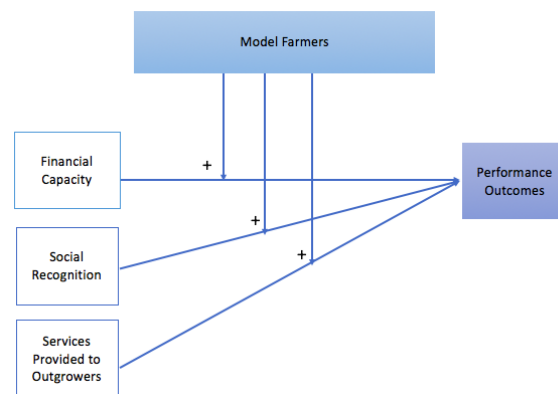 Model Farmers
Financial
Capacity
+
Performance
Outcomes
+
Social
Recognition
+
Services
Provided to
Outgrowers